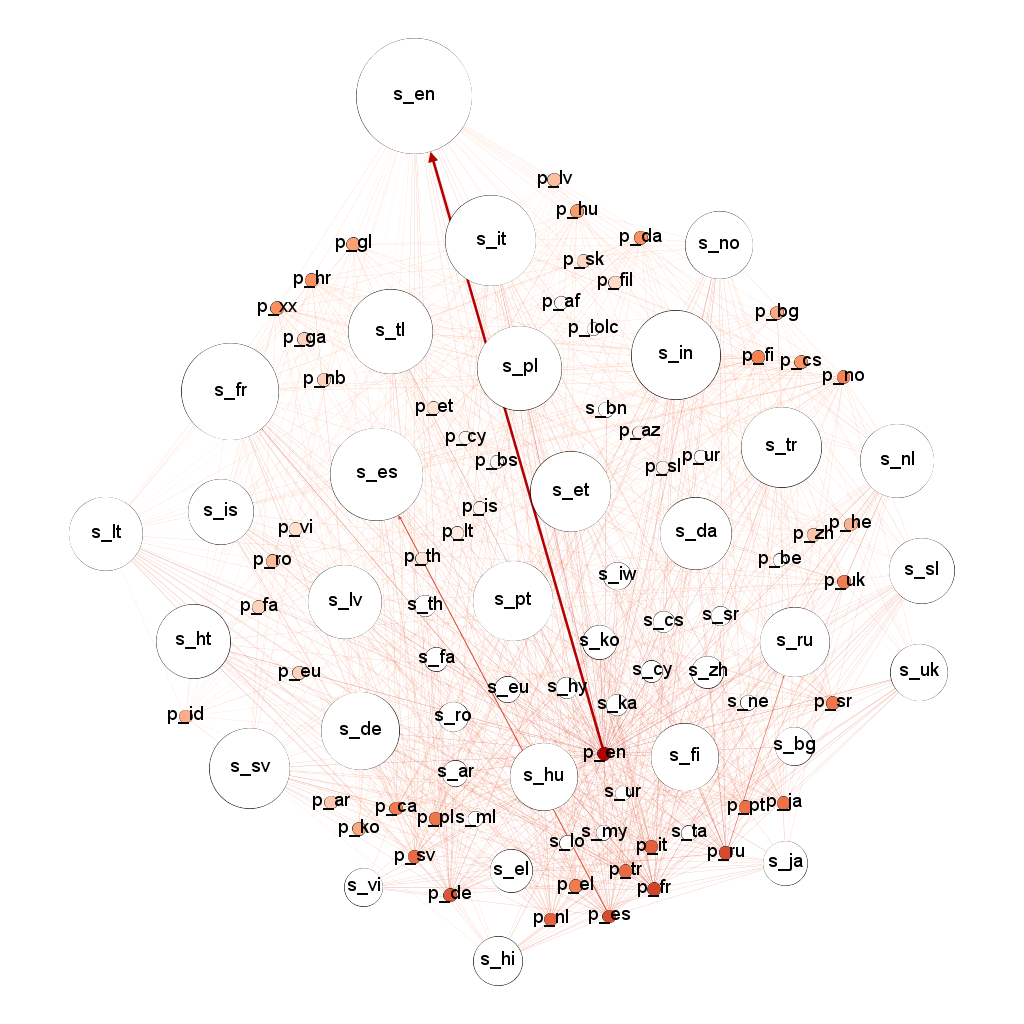 s_en
p_lv
p_hu
p_da
s_it
s_no
p_gl
p_sk
p_hr
p_fil
p_xx
p_af
p_bg
p_lolc
s_tl
p_ga
s_in
p_fi
p_cs
s_pl
p_no
p_nb
s_fr
p_et
s_bn
p_az
p_cy
s_tr
p_ur
p_bs
p_sl
s_nl
s_es
s_et
p_is
s_is
p_he
p_vi
p_lt
s_lt
s_da
p_zh
p_th
p_be
p_ro
s_sl
s_iw
p_uk
s_lv
s_pt
p_fa
s_th
s_sr
s_cs
s_ht
s_ko
s_ru
s_fa
p_eu
s_cy
s_zh
s_uk
s_eu
s_hy
s_ka
s_ne
p_sr
p_id
s_ro
s_de
s_bg
p_en
s_fi
s_sv
s_ar
s_hu
s_ur
p_ar
p_ca
p_pt
p_ja
p_pl
s_ml
p_ko
s_my
s_ta
s_lo
p_it
p_ru
p_sv
s_ja
s_el
p_tr
s_vi
p_el
p_fr
p_de
p_nl
p_es
s_hi